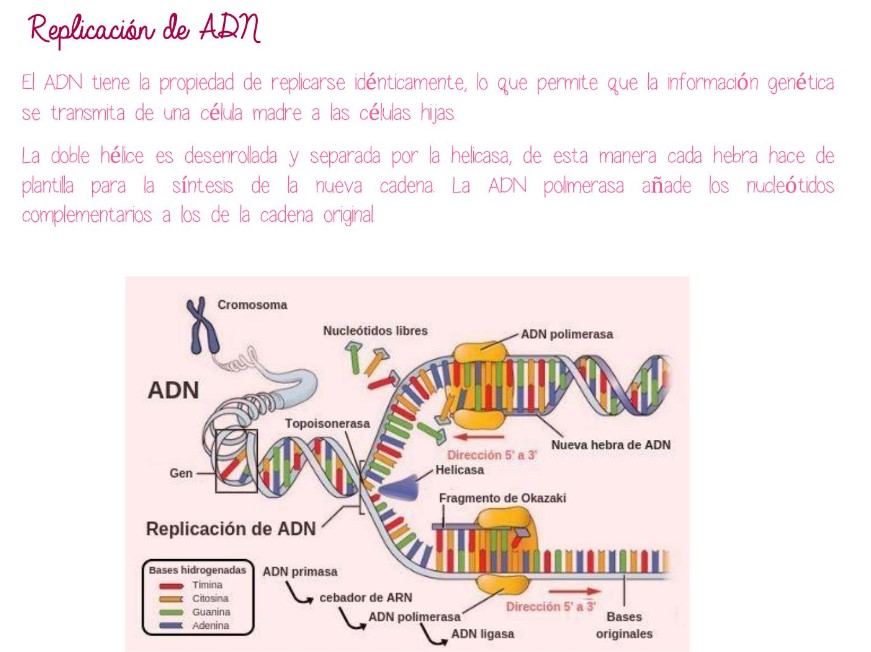 Replicación de ADN
El ADN tiene la propiedad de replicarse idénticamente, lo que permite que la información genética
se transmita de una célula madre a las células hijas.
La doble hélice es desenrollada y separada por la helicasa, de esta manera cada hebra hace de
plantilla para la síntesis de la nueva cadena. La ADN polimerasa añade los nucleótidos
complementarios a los de la cadena original.
Cromosoma
Nucleótidos libres
ADN polimerasa
ADN
Topoisonerasa
Nueva hebra de ADN
Dirección 5' a 3'
Gen
Helicasa
Fragmento de Okazaki
Replicación de ADN
Bases hidrogenadas
Timina
Citosina
Guanina
Adenina
ADN primasa
cebador de ARN
ADN polimerasa
ADN ligasa
Dirección 5' a 3'
Bases
originales